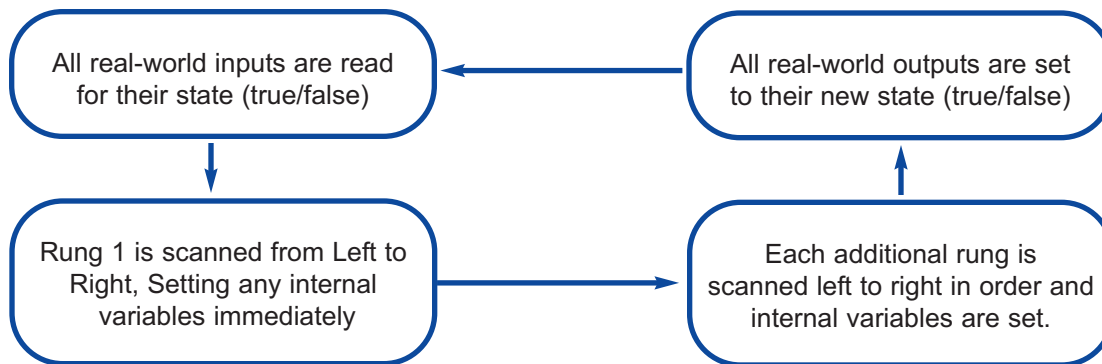 All real-world inputs are read
for their state (true/false)
All real-world outputs are set
to their new state (true/false)
Rung 1 is scanned from Left to
Right, Setting any internal
variables immediately
Each additional rung is
scanned left to right in order and
internal variables are set.